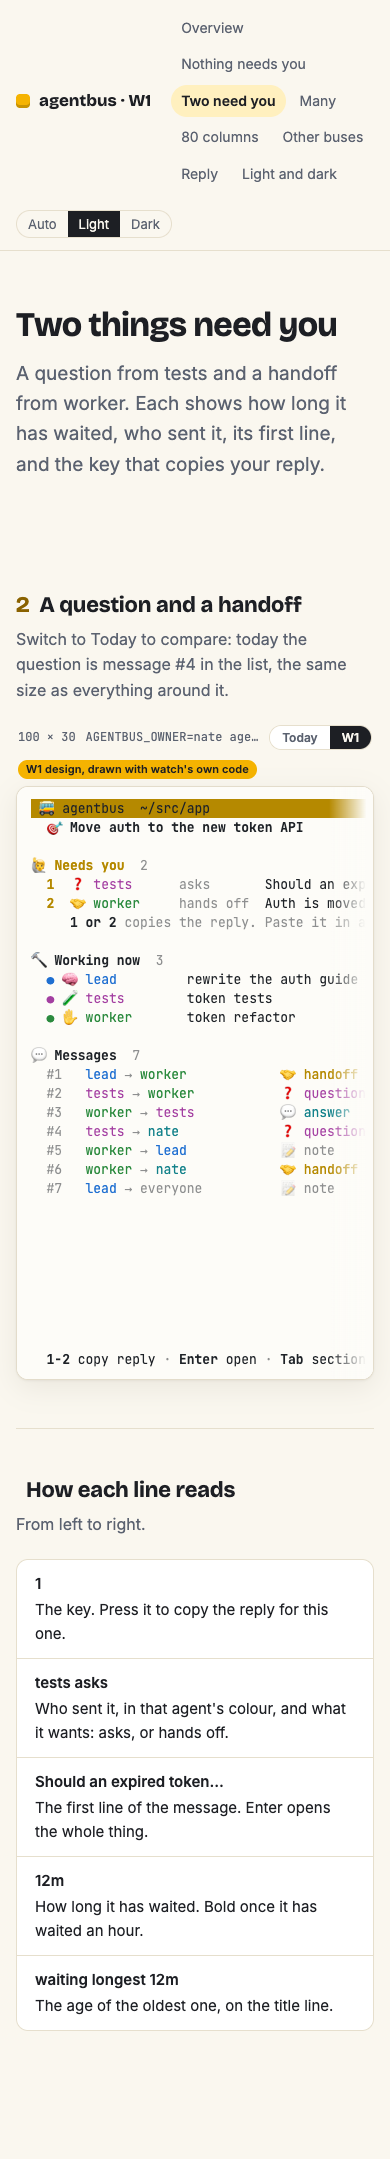 Overview
Nothing needs you
agentbus · W1
Two need you
Many
80 columns
Other buses
Reply
Light and dark
Auto
Light
Dark
Two things need you
A question from tests and a handoff
from worker. Each shows how long it
has waited, who sent it, its first line,
and the key that copies your reply.
2 A question and a handoff
Switch to Today to compare: today the
question is message #4 in the list, the same
size as everything around it.
100 × 30 AGENTBUS_OWNER=nate age…
Today
W1
W1 design, drawn with watch's own code
agentbus ~/src/app
Move auth to the new token API
Needs you 2
1 tests asks Should an exp
2 worker hands off Auth is moved
1 or 2 copies the reply. Paste it in a
Working now 3
lead rewrite the auth guide
tests token tests
worker token refactor
Messages 7
#1 lead → worker handoff
#2 tests → worker question
#3 worker → tests answer
#4 tests → nate question
#5 worker → lead note
#6 worker → nate handoff
#7 lead → everyone note
1-2 copy reply · Enter open · Tab section
How each line reads
From left to right.
1
The key. Press it to copy the reply for this
one.
tests asks
Who sent it, in that agent's colour, and what
it wants: asks, or hands off.
Should an expired token…
The first line of the message. Enter opens
the whole thing.
12m
How long it has waited. Bold once it has
waited an hour.
waiting longest 12m
The age of the oldest one, on the title line.